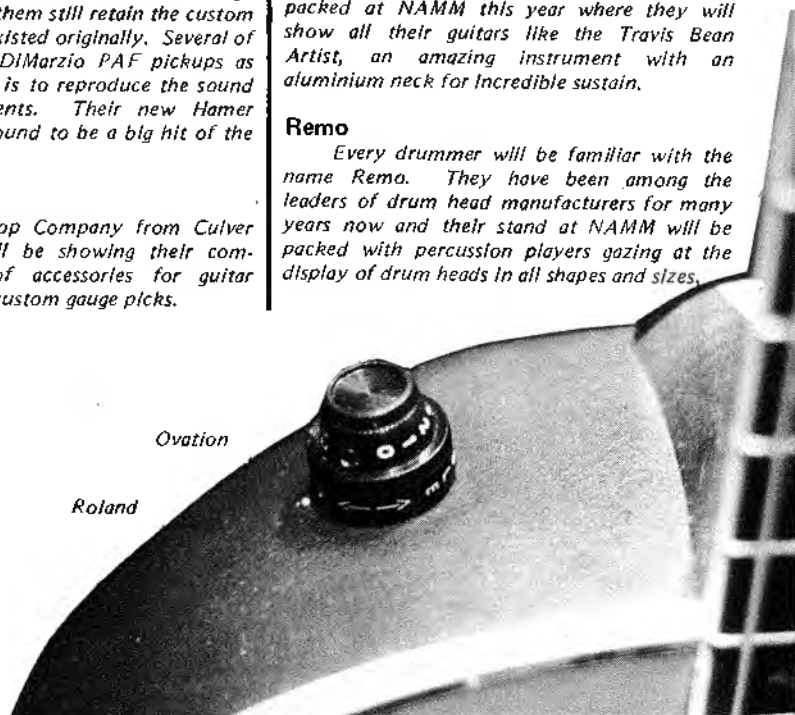 them still retain the custom
existed originally. Several of
DiMarzio PAF pickups as
is to reproduce the sound
Their new Hamer
bound to be a big hit of the
Company from Culver
be showing their com-
of accessories for guitar
custom gauge picks.
packed at NAMM this year where they will
show all their guitars like the Travis Bean
Artist, an amazing instrument with an
aluminium neck for incredible sustain.
Remo
Every drummer will be familiar with the
name Remo. They have been among the
leaders of drum head manufacturers for many
years now and their stand at NAMM will be
packed with percussion players gazing at the
display of drum heads in all shapes and sizes.
Ovation
Roland
0 1 2